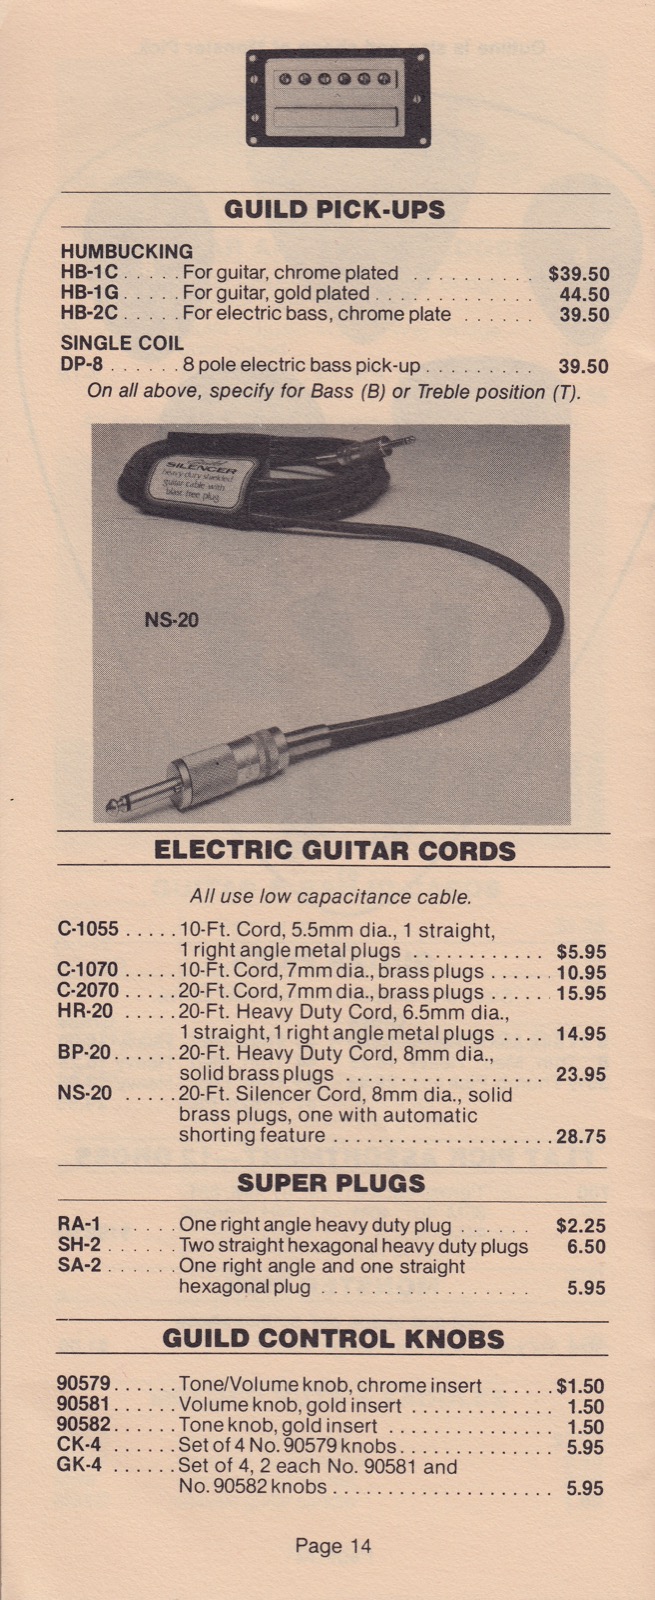 GUILD PICK-UPS
HUMBUCKING
HB-1C . . . . . For guitar, chrome plated . . . . . . . . . . $39.50
HB-1G . . . . . For guitar, gold plated . . . . . . . . . . . . . 44.50
HB-2C . . . . . For electric bass, chrome plate . . . . . . 39.50
SINGLE COIL
DP-8 . . . . . . 8 pole electric bass pick-up . . . . . . . . . 39.50
On all above, specify for Bass (B) or Treble position (T).
Guild
SILENCER
heavy duty shielded
guitar cable with
blast free plug
NS-20
ELECTRIC GUITAR CORDS
All use low capacitance cable.
C-1055 . . . . . 10-Ft. Cord, 5.5mm dia., 1 straight,
1 right angle metal plugs . . . . . . . . . . . . $5.95
C-1070 . . . . . 10-Ft. Cord, 7mm dia., brass plugs . . . . . . 10.95
C-2070 . . . . . 20-Ft. Cord, 7mm dia., brass plugs . . . . . . 15.95
HR-20 . . . . . 20-Ft. Heavy Duty Cord, 6.5mm dia.,
1 straight, 1 right angle metal plugs . . . . 14.95
BP-20 . . . . . . 20-Ft. Heavy Duty Cord, 8mm dia.,
solid brass plugs . . . . . . . . . . . . . . . . . . 23.95
NS-20 . . . . . 20-Ft. Silencer Cord, 8mm dia., solid
brass plugs, one with automatic
shorting feature . . . . . . . . . . . . . . . . . . . . 28.75
SUPER PLUGS
RA-1 . . . . . . . One right angle heavy duty plug . . . . . . $2.25
SH-2 . . . . . . . Two straight hexagonal heavy duty plugs 6.50
SA-2 . . . . . . . One right angle and one straight
hexagonal plug . . . . . . . . . . . . . . . . . 5.95
GUILD CONTROL KNOBS
90579 . . . . . . Tone/Volume knob, chrome insert . . . . . . $1.50
90581 . . . . . . Volume knob, gold insert . . . . . . . . . . . . . 1.50
90582 . . . . . . Tone knob, gold insert . . . . . . . . . . . . . . . 1.50
CK-4 . . . . . . Set of 4 No. 90579 knobs . . . . . . . . . . . . . . 5.95
GK-4 . . . . . . Set of 4, 2 each No. 90581 and
No. 90582 knobs . . . . . . . . . . . . . . . . . . . . 5.95
Page 14